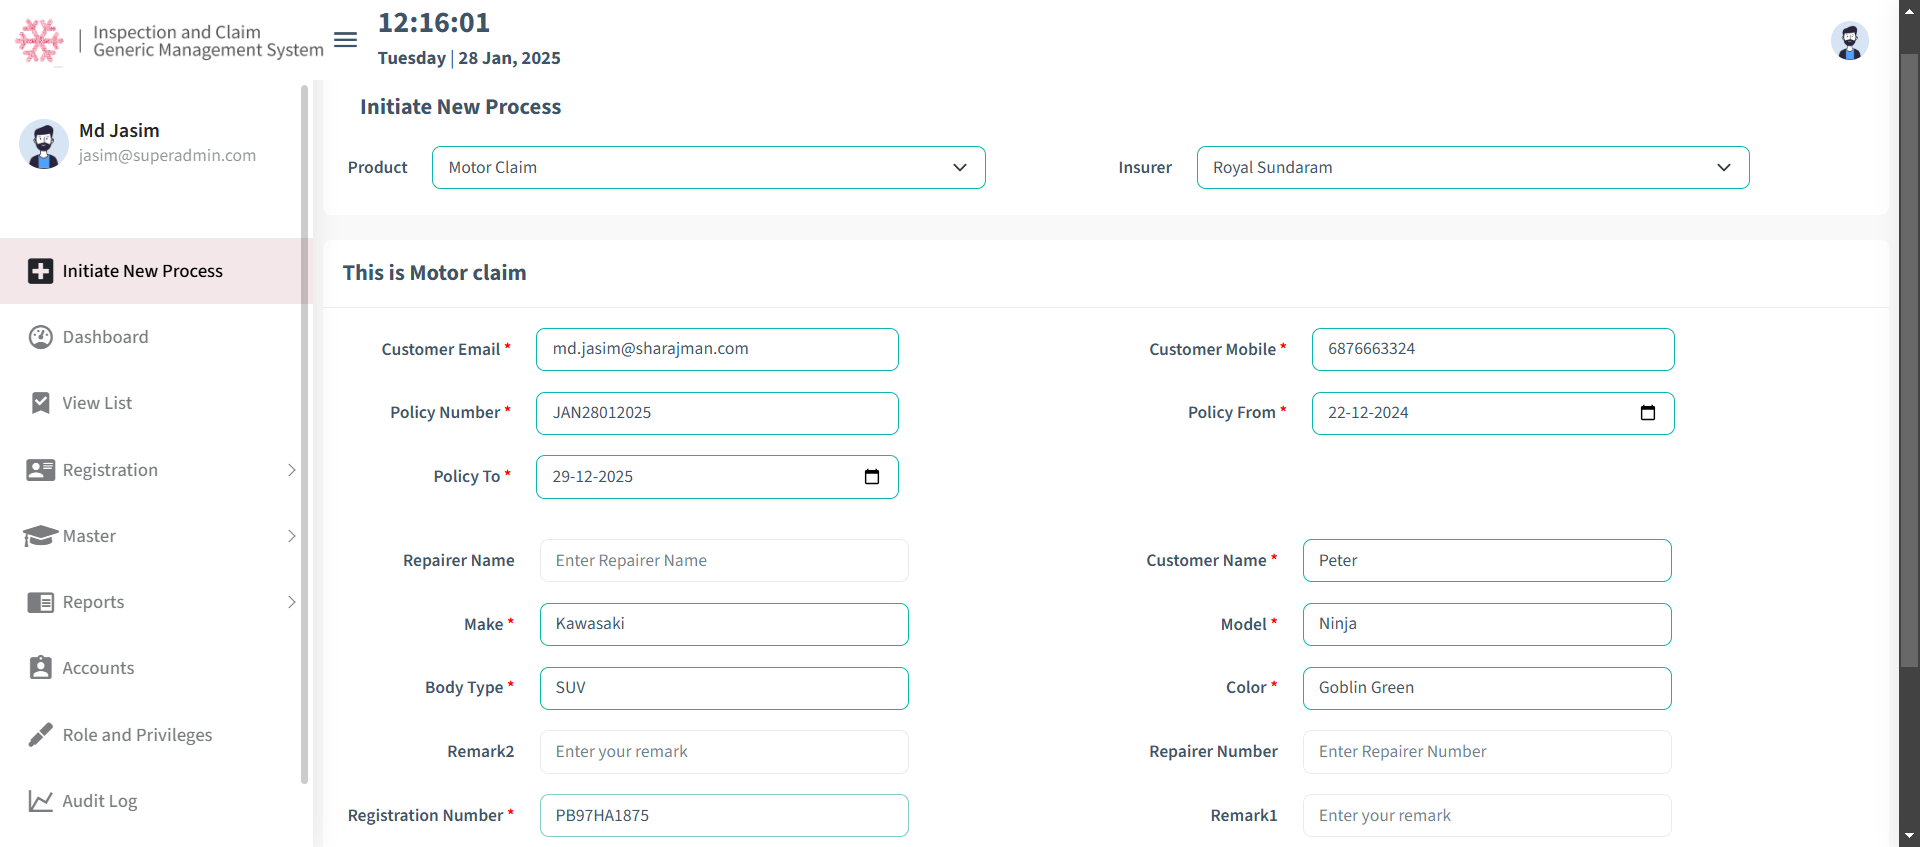 Inspection and Claim
Generic Management System
12:16:01
Tuesday | 28 Jan, 2025
Md Jasim
jasim@superadmin.com
Initiate New Process
Dashboard
View List
Registration
Master
Reports
Accounts
Role and Privileges
Audit Log
Initiate New Process
Product Motor Claim Insurer Royal Sundaram
This is Motor claim
Customer Email * md.jasim@sharajman.com Customer Mobile * 6876663324
Policy Number * JAN28012025 Policy From * 22-12-2024
Policy To * 29-12-2025
Repairer Name Enter Repairer Name Customer Name * Peter
Make * Kawasaki Model * Ninja
Body Type * SUV Color * Goblin Green
Remark2 Enter your remark Repairer Number Enter Repairer Number
Registration Number * PB97HA1875 Remark1 Enter your remark